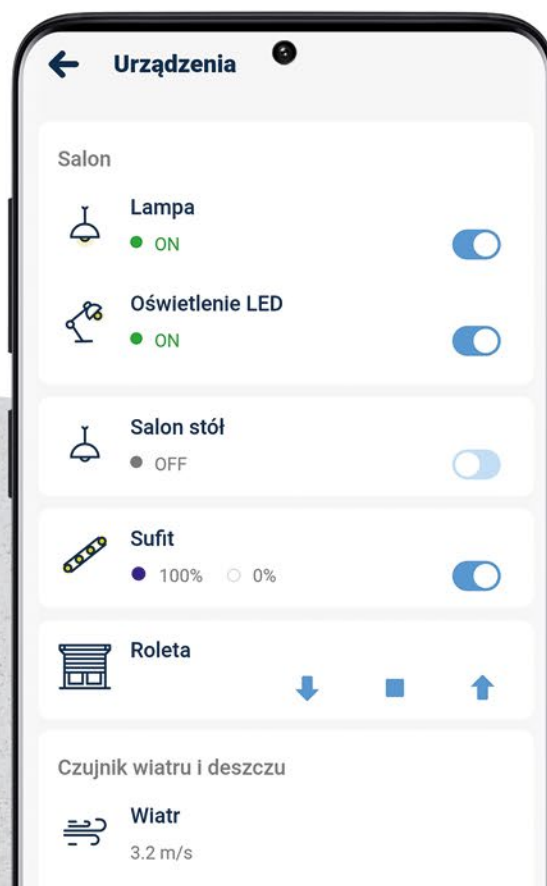 Urządzenia
Salon
Lampa
ON
Oświetlenie LED
ON
Salon stół
OFF
Sufit
100% 0%
Roleta
Czujnik wiatru i deszczu
Wiatr
3.2 m/s